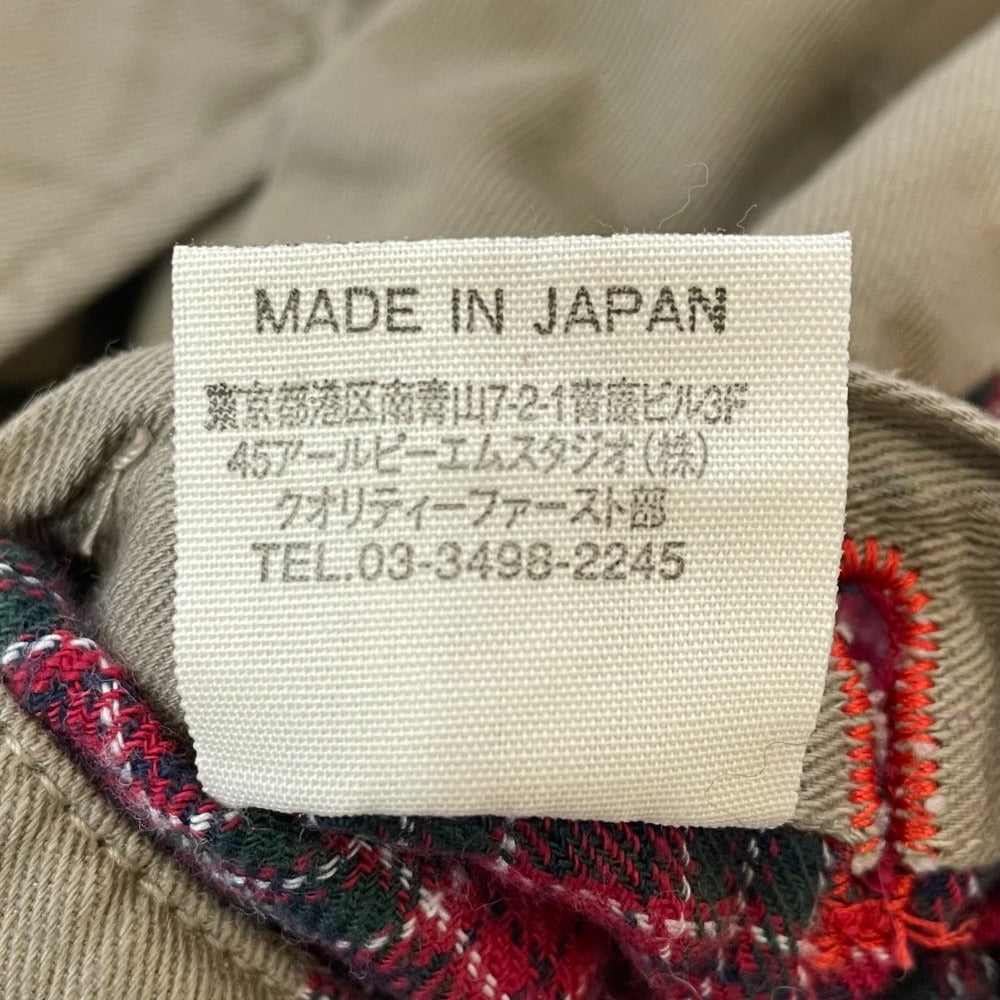 MADE IN JAPAN
東京都港区南青山7-2-1青葉ビル3F
45アールピーエムスタジオ(株)
クオリティーファースト部
TEL.03-3498-2245